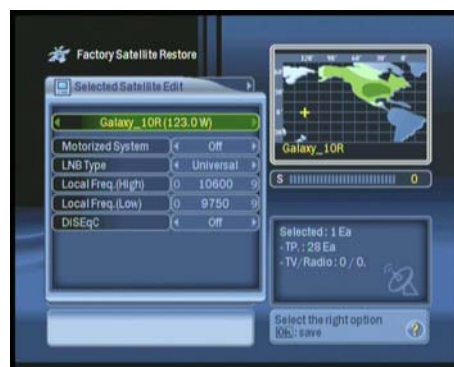 Factory Satellite Restore
Selected Satellite Edit
Galaxy_10R (123.0 W)
Motorized System Off
LNB Type Universal
Local Freq.(High) 0 10600 9
Local Freq.(Low) 0 9750 9
DISEqC Off
Galaxy_10R
S 0
Selected : 1 Ea
- TP. : 28 Ea
- TV/Radio : 0 / 0.
Select the right option
OK : save